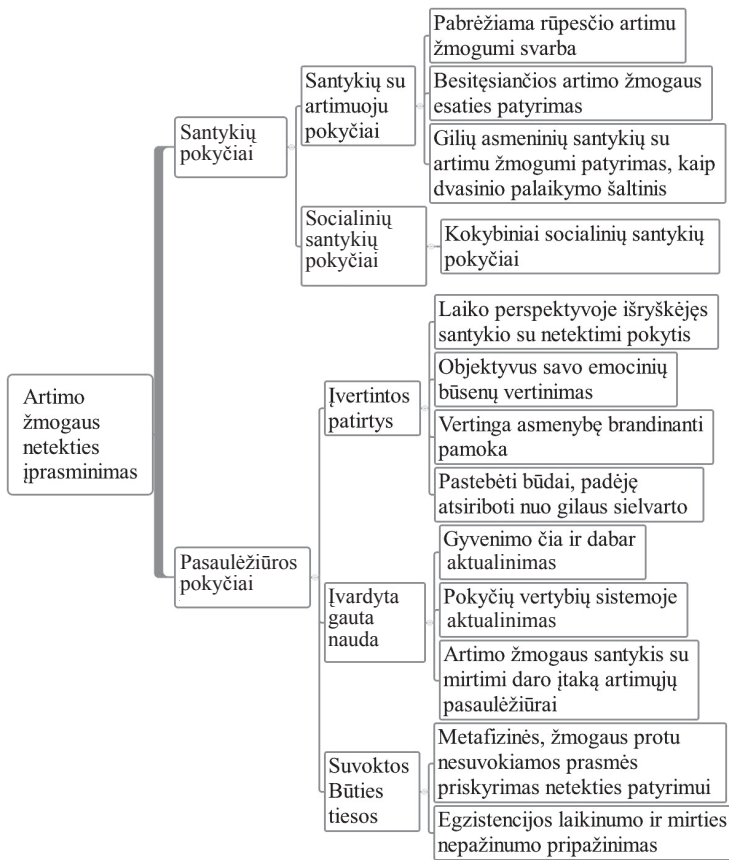 Artimo
žmogaus
netekties
įprasminimas
Santykių
pokyčiai
Santykių su
artimuoju
pokyčiai
Pabrėžiama rūpesčio artimu
žmogumi svarba
Besitęsiančios artimo žmogaus
esaties patyrimas
Gilių asmeninių santykių su
artimu žmogumi patyrimas, kaip
dvasinio palaikymo šaltinis
Socialinių
santykių
pokyčiai
Kokybiniai socialinių santykių
pokyčiai
Pasaulėžiūros
pokyčiai
Įvertintos
patirtys
Laiko perspektyvoje išryškėjęs
santykio su netektimi pokytis
Objektyvus savo emocinių
būsenų vertinimas
Vertinga asmenybę brandinanti
pamoka
Pastebėti būdai, padėję
atsiriboti nuo gilaus sielvarto
Įvardyta
gauta
nauda
Gyvenimo čia ir dabar
aktualinimas
Pokyčių vertybių sistemoje
aktualinimas
Artimo žmogaus santykis su
mirtimi daro įtaką artimųjų
pasaulėžiūrai
Suvoktos
Būties
tiesos
Metafizinės, žmogaus protu
nesuvokiamos prasmės
priskyrimas netekties patyrimui
Egzistencijos laikinumo ir mirties
nepažinumo pripažinimas